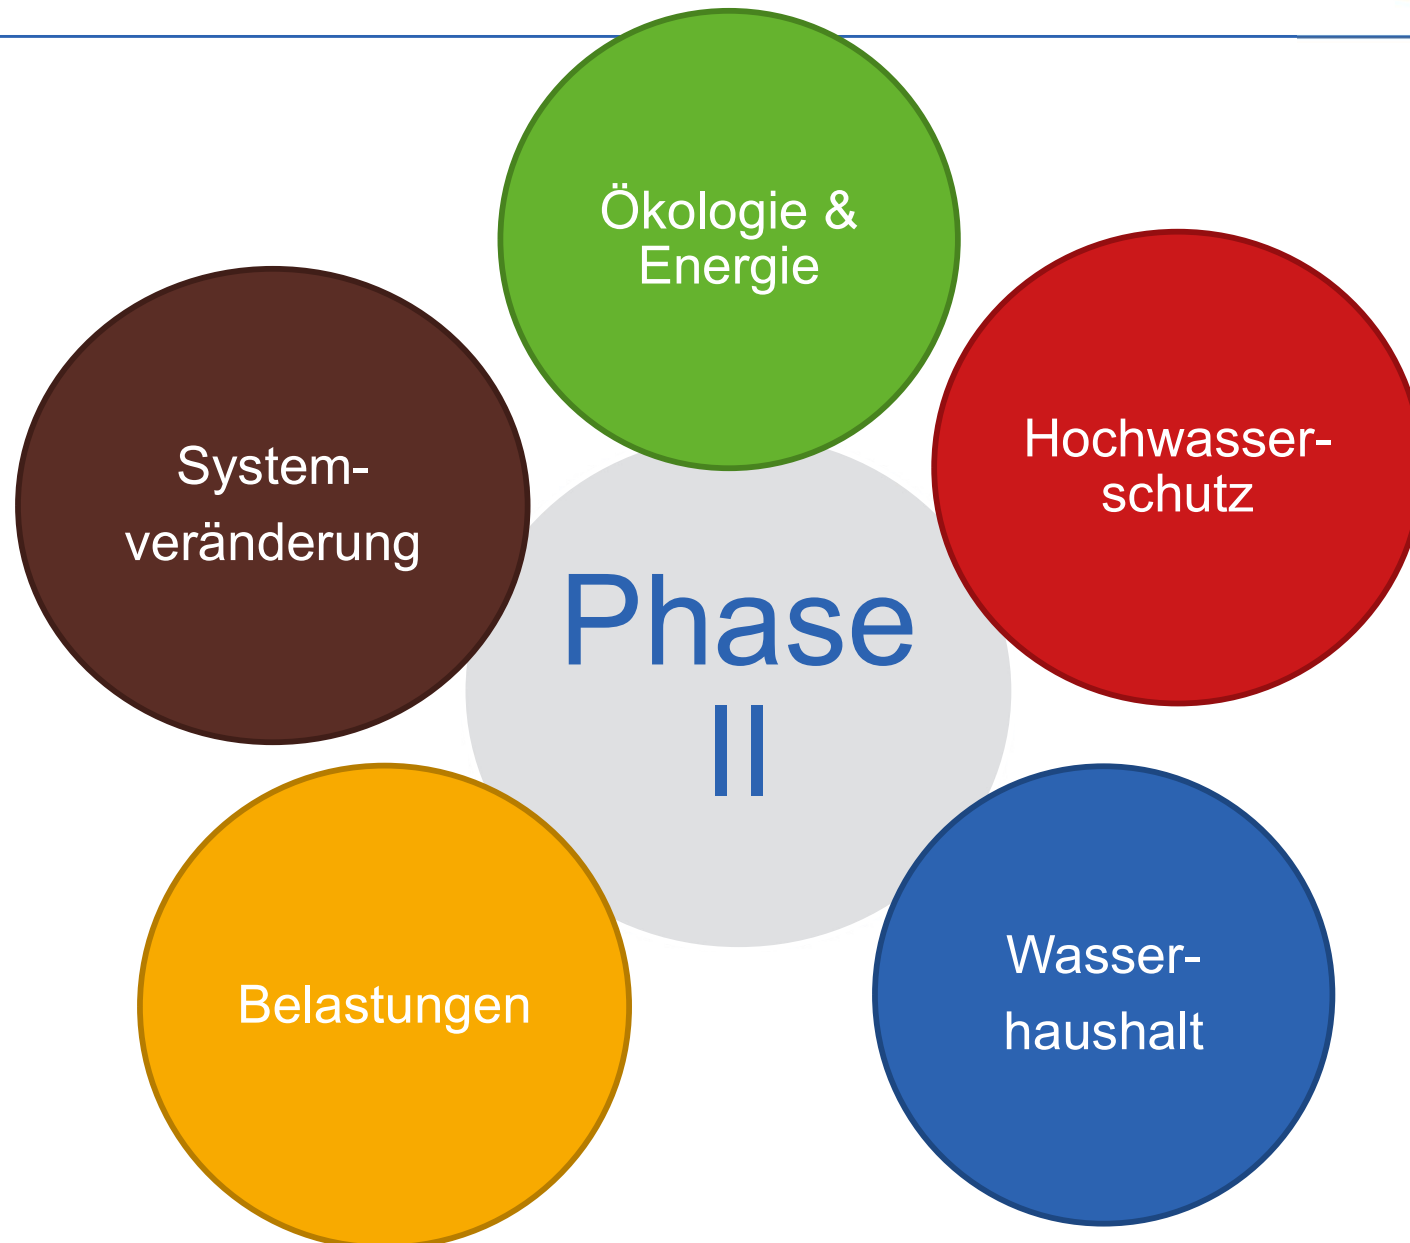 Ökologie &
Energie
Hochwasser-
schutz
System-
veränderung
Phase
II
Wasser-
haushalt
Belastungen